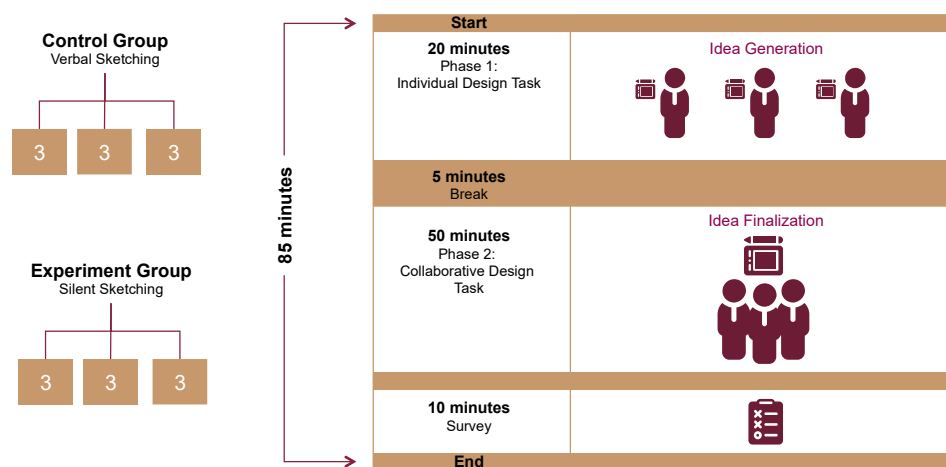 Control Group
Verbal Sketching
3
3
3
Experiment Group
Silent Sketching
3
3
3
85 minutes
Start
20 minutes
Phase 1:
Individual Design Task
Idea Generation
5 minutes
Break
50 minutes
Phase 2:
Collaborative Design
Task
Idea Finalization
10 minutes
Survey
End